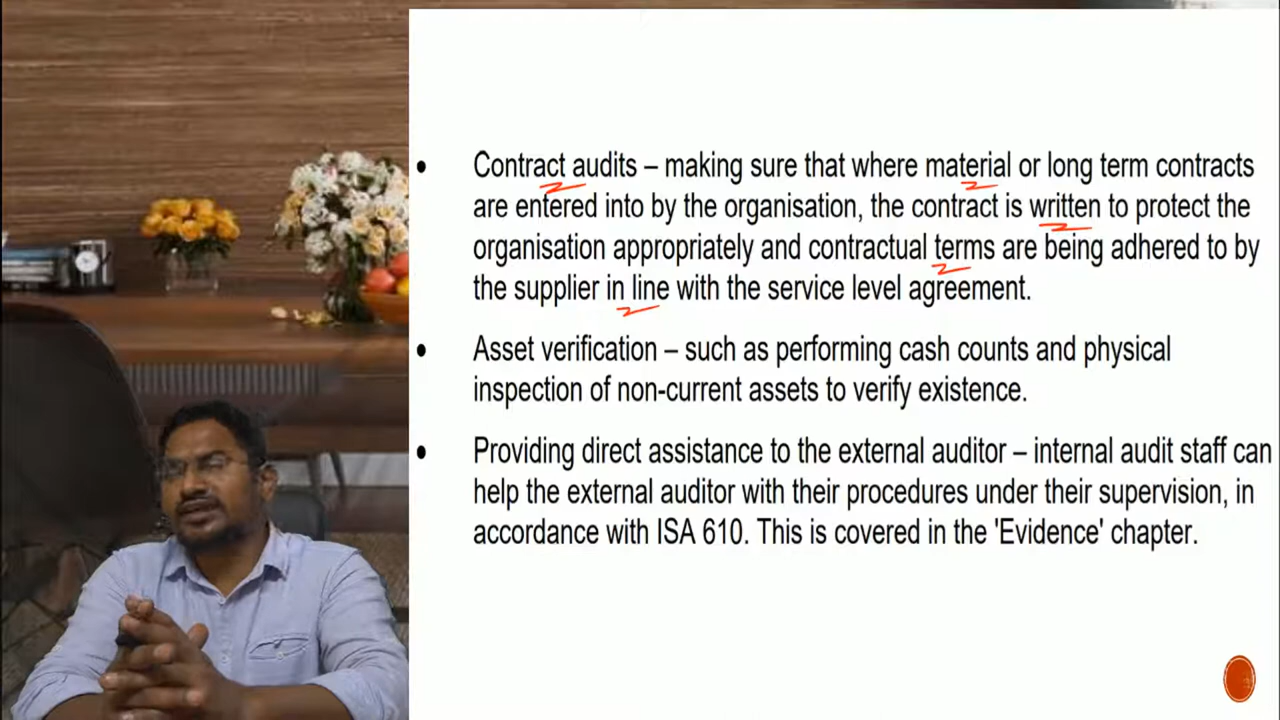 Contract audits – making sure that where material or long term contracts
are entered into by the organisation, the contract is written to protect the
organisation appropriately and contractual terms are being adhered to by
the supplier in line with the service level agreement.
Asset verification – such as performing cash counts and physical
inspection of non-current assets to verify existence.
Providing direct assistance to the external auditor – internal audit staff can
help the external auditor with their procedures under their supervision, in
accordance with ISA 610. This is covered in the 'Evidence' chapter.